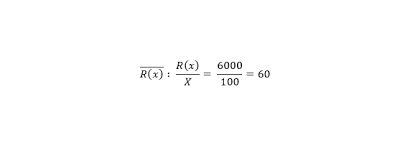 $\overline{R(x)} : \frac{R(x)}{X} = \frac{6000}{100} = 60$